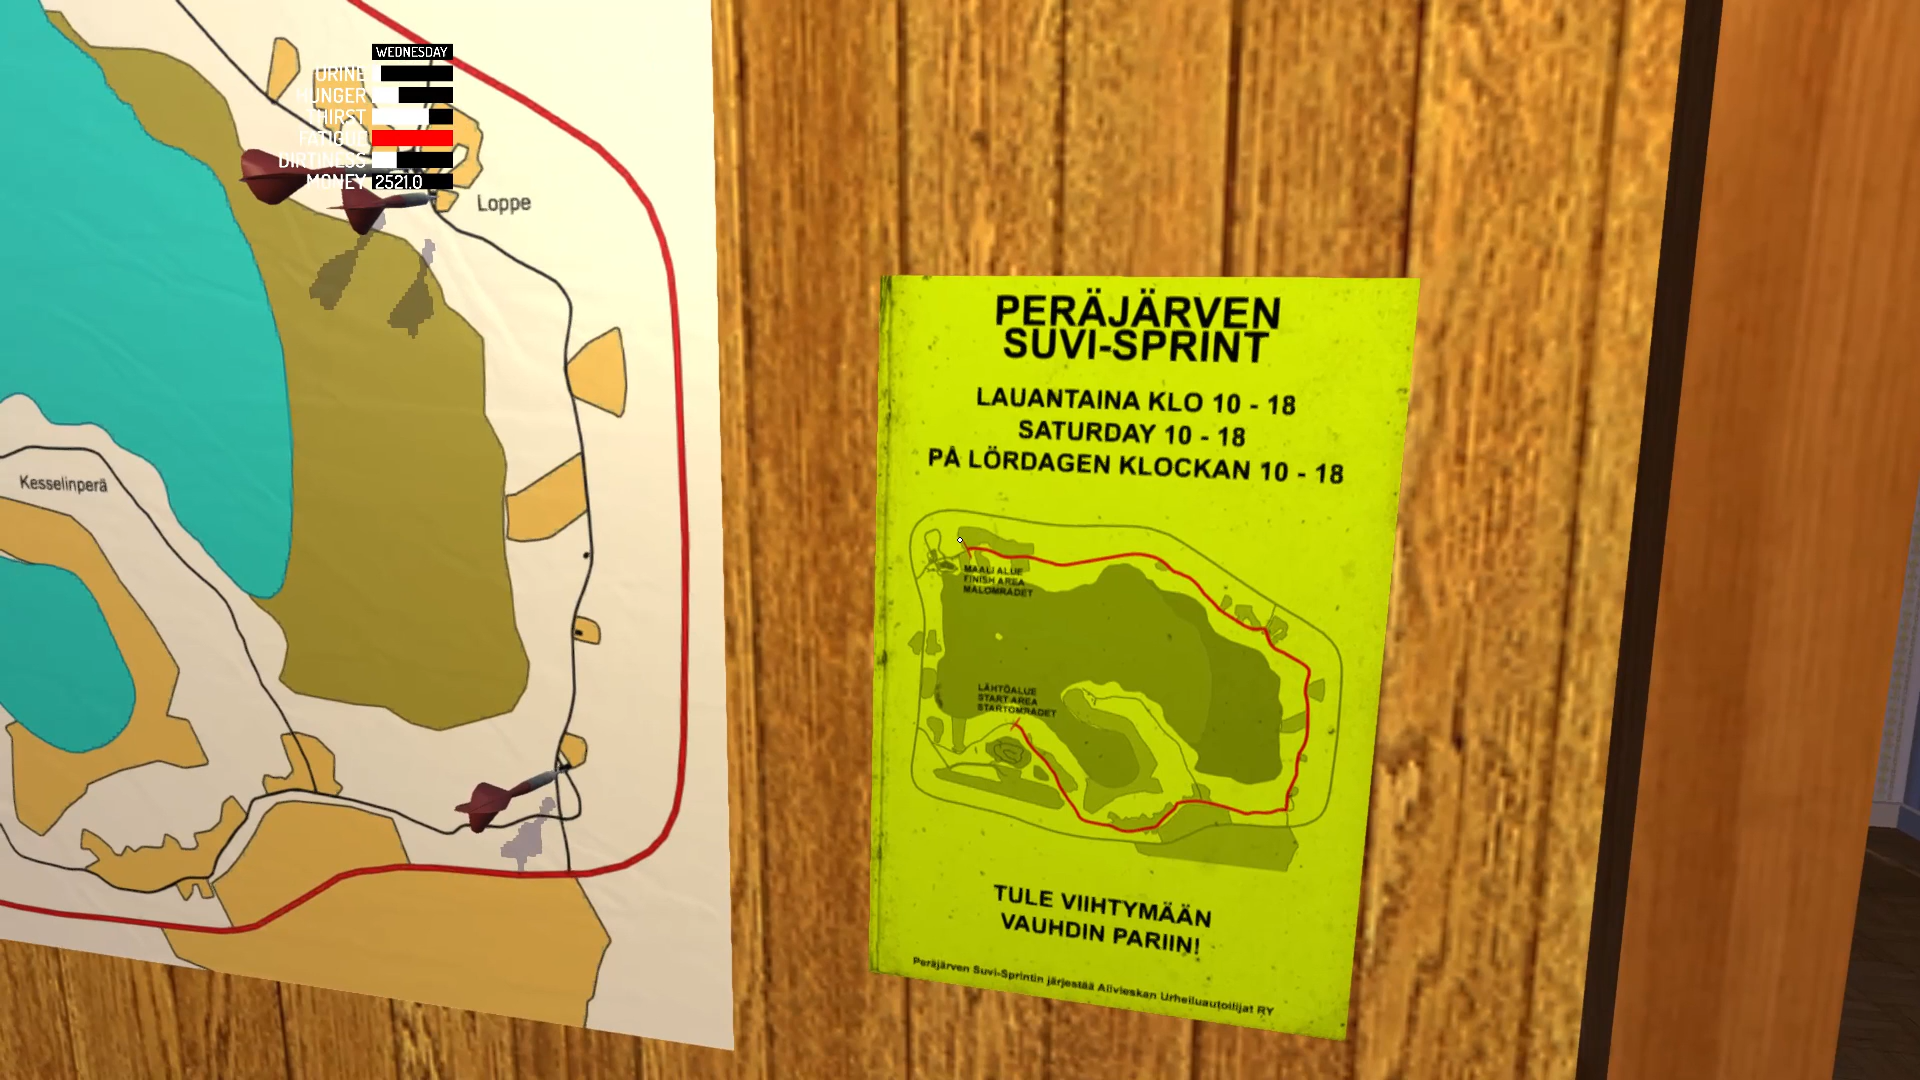 WEDNESDAY
URINE
HUNGER
THIRST
FATIGUE
DIRTINESS
MONEY 2521.0
Loppe
Kesselinperä
PERÄJÄRVEN
SUVI-SPRINT
LAUANTAINA KLO 10 - 18
SATURDAY 10 - 18
PÅ LÖRDAGEN KLOCKAN 10 - 18
MAALI ALUE
FINISH AREA
MÅLOMRÅDET
LÄHTÖALUE
START AREA
STARTOMRÅDET
TULE VIIHTYMÄÄN
VAUHDIN PARIIN!
Peräjärven Suvi-Sprintin järjestää Alivieskan Urheiluautoilijat RY